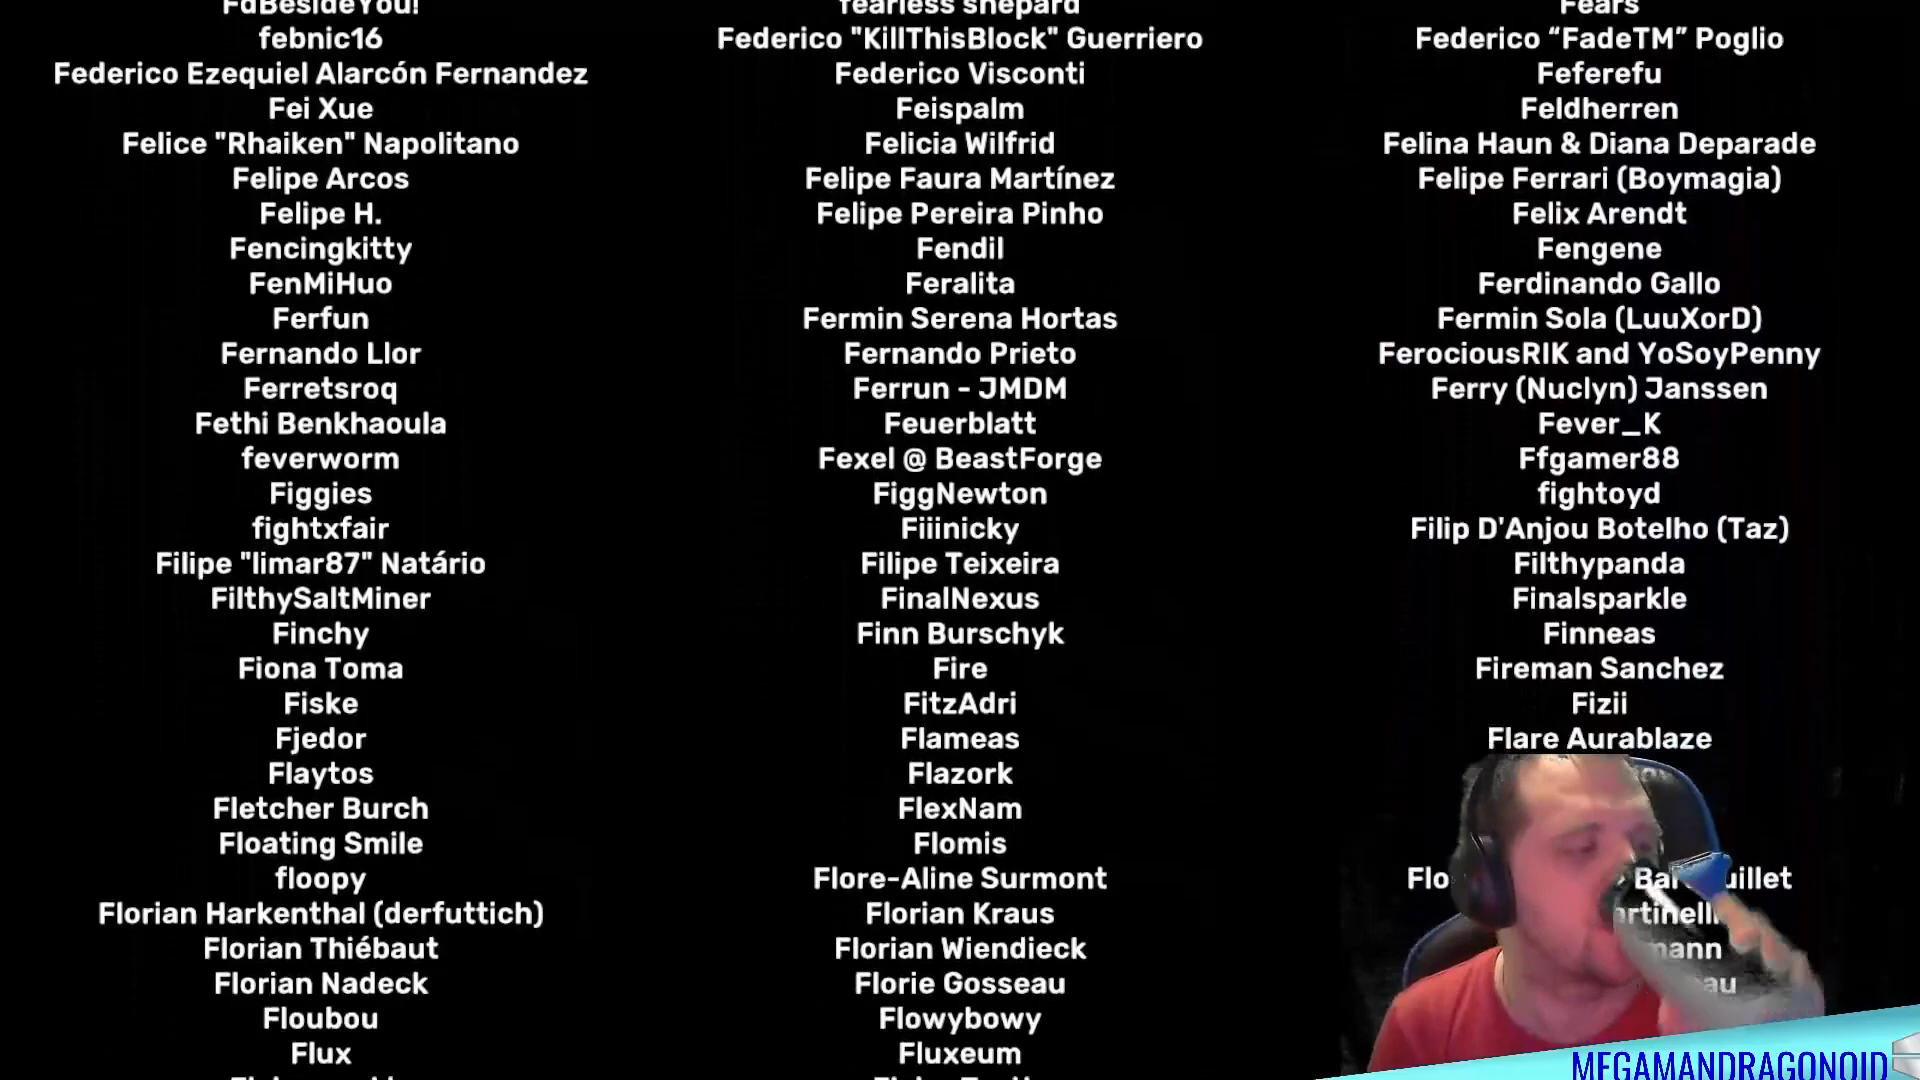 FdBesideYou! fearless shepard Fears
febnic16 Federico "KillThisBlock" Guerriero Federico “FadeTM” Poglio
Federico Ezequiel Alarcón Fernandez Federico Visconti Feferefu
Fei Xue Feispalm Feldherren
Felice "Rhaiken" Napolitano Felicia Wilfrid Felina Haun & Diana Deparade
Felipe Arcos Felipe Faura Martínez Felipe Ferrari (Boymagia)
Felipe H. Felipe Pereira Pinho Felix Arendt
Fencingkitty Fendil Fengene
FenMiHuo Feralita Ferdinando Gallo
Ferfun Fermin Serena Hortas Fermin Sola (LuuXorD)
Fernando Llor Fernando Prieto FerociousRIK and YoSoyPenny
Ferretsroq Ferrun - JMDM Ferry (Nuclyn) Janssen
Fethi Benkhaoula Feuerblatt Fever_K
feverworm Fexel @ BeastForge Ffgamer88
Figgies FiggNewton fightoyd
fightxfair Fiiinicky Filip D'Anjou Botelho (Taz)
Filipe "limar87" Natário Filipe Teixeira Filthypanda
FilthySaltMiner FinalNexus Finalsparkle
Finchy Finn Burschyk Finneas
Fiona Toma Fire Fireman Sanchez
Fiske FitzAdri Fizii
Fjedor Flameas Flare Aurablaze
Flaytos Flazork
Fletcher Burch FlexNam
Floating Smile Flomis
floopy Flore-Aline Surmont
Florian Harkenthal (derfuttich) Florian Kraus
Florian Thiébaut Florian Wiendieck
Florian Nadeck Florie Gosseau
Floubou Flowybowy
Flux Fluxeum
MEGAMANDRAGONOID